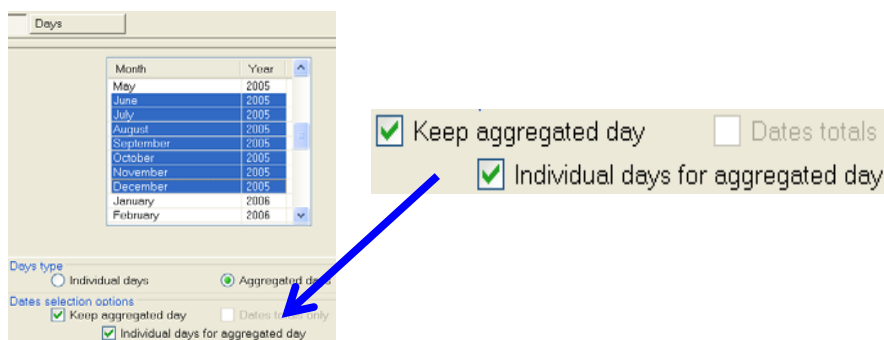 Days
Month Year
May 2005
June 2005
July 2005
August 2005
September 2005
October 2005
November 2005
December 2005
January 2006
February 2006
Days type
Individual days Aggregated days
Dates selection options
Keep aggregated day Dates totals only
Individual days for aggregated day
Keep aggregated day Dates totals
Individual days for aggregated day